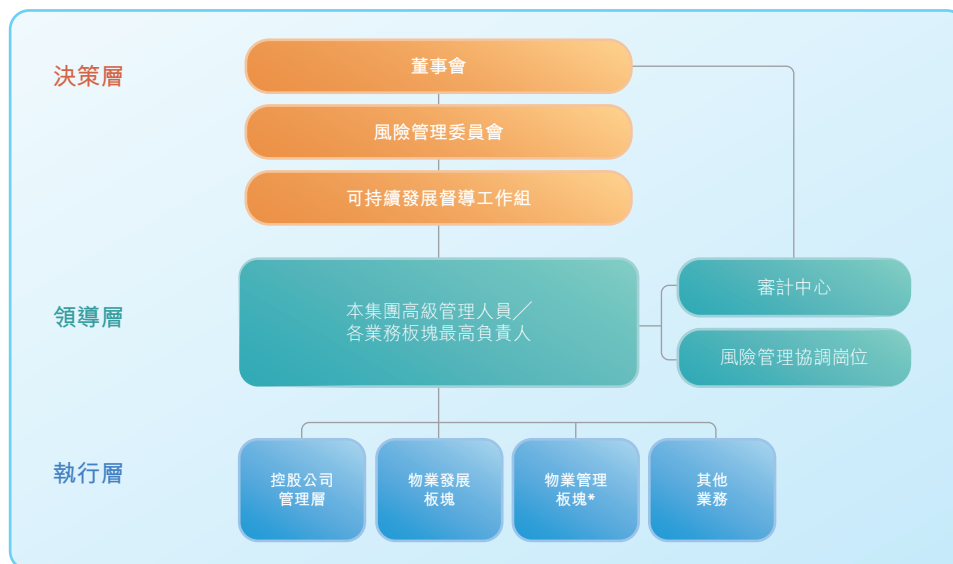 決策層
董事會
風險管理委員會
可持續發展督導工作組
領導層
本集團高級管理人員／
各業務板塊最高負責人
審計中心
風險管理協調崗位
執行層
控股公司
管理層
物業發展
板塊
物業管理
板塊*
其他
業務